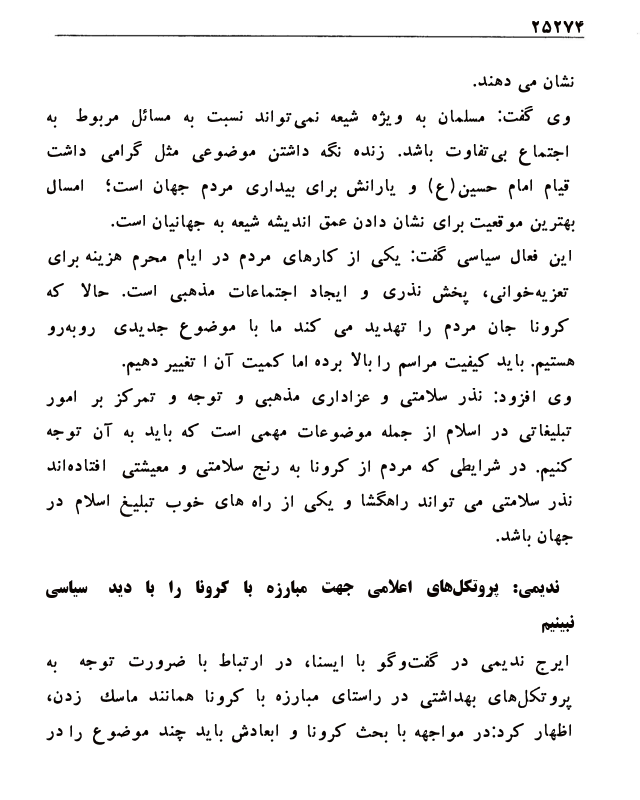 ۲۵۲۷۴
نشان می دهند.
وی گفت: مسلمان به ویژه شیعه نمی‌تواند نسبت به مسائل مربوط به
اجتماع بی‌تفاوت باشد. زنده نگه داشتن موضوعی مثل گرامی داشت
قیام امام حسین(ع) و یارانش برای بیداری مردم جهان است؛ امسال
بهترین موقعیت برای نشان دادن عمق اندیشه شیعه به جهانیان است.
این فعال سیاسی گفت: یکی از کارهای مردم در ایام محرم هزینه برای
تعزیه‌خوانی، پخش نذری و ایجاد اجتماعات مذهبی است. حالا که
کرونا جان مردم را تهدید می کند ما با موضوع جدیدی روبه‌رو
هستیم. باید کیفیت مراسم را بالا برده اما کمیت آن ا تغییر دهیم.
وی افزود: نذر سلامتی و عزاداری مذهبی و توجه و تمرکز بر امور
تبلیغاتی در اسلام از جمله موضوعات مهمی است که باید به آن توجه
کنیم. در شرایطی که مردم از کرونا به رنج سلامتی و معیشتی افتاده‌اند
نذر سلامتی می تواند راهگشا و یکی از راه های خوب تبلیغ اسلام در
جهان باشد.
ندیمی: پروتکل‌های اعلامی جهت مبارزه با کرونا را با دید سیاسی
نبینیم
ایرج ندیمی در گفت‌وگو با ایسنا، در ارتباط با ضرورت توجه به
پروتکل‌های بهداشتی در راستای مبارزه با کرونا همانند ماسك زدن،
اظهار کرد:در مواجهه با بحث کرونا و ابعادش باید چند موضوع را در